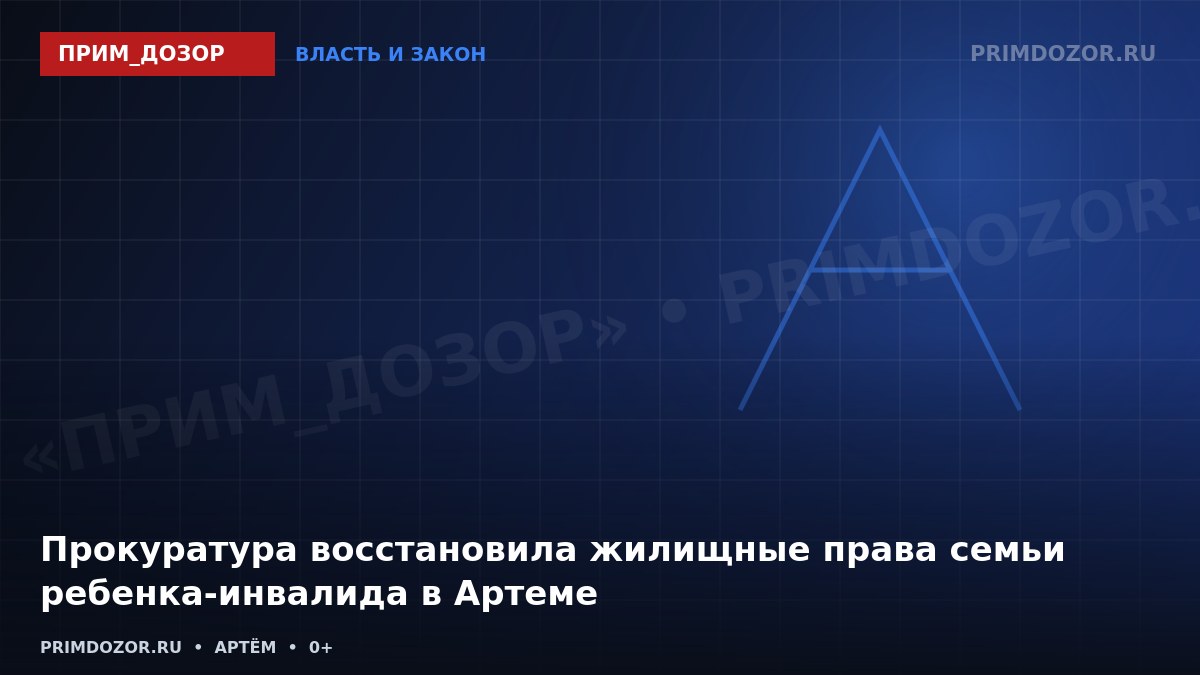 ПРИМ_ДОЗОР ВЛАСТЬ И ЗАКОН PRIMDOZOR.RU
«ПРИМ_ДОЗОР» • PRIMDOZOR.
Прокуратура восстановила жилищные права семьи
ребенка-инвалида в Артеме
PRIMDOZOR.RU • АРТЁМ • 0+